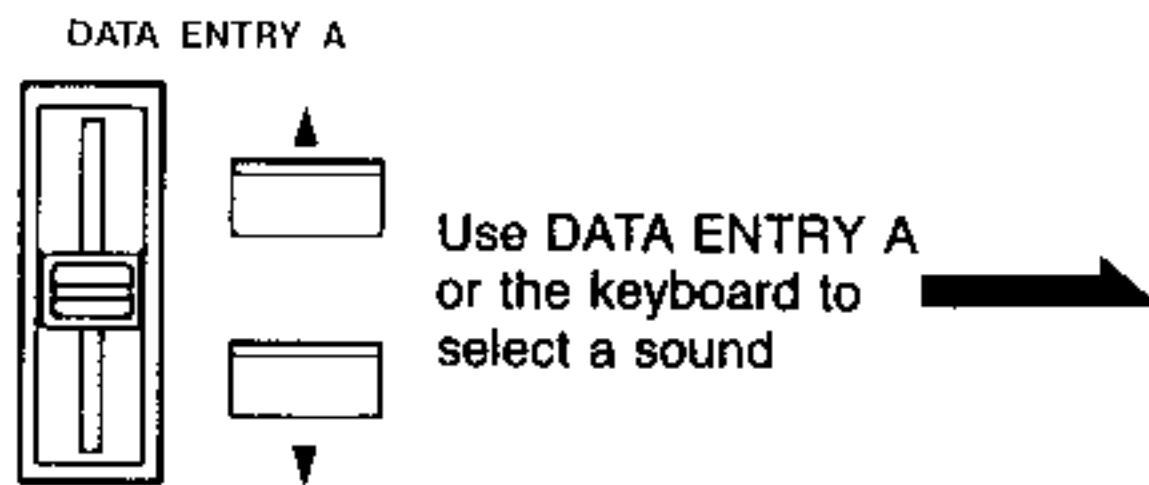 DATA ENTRY A
Use DATA ENTRY A
or the keyboard to
select a sound